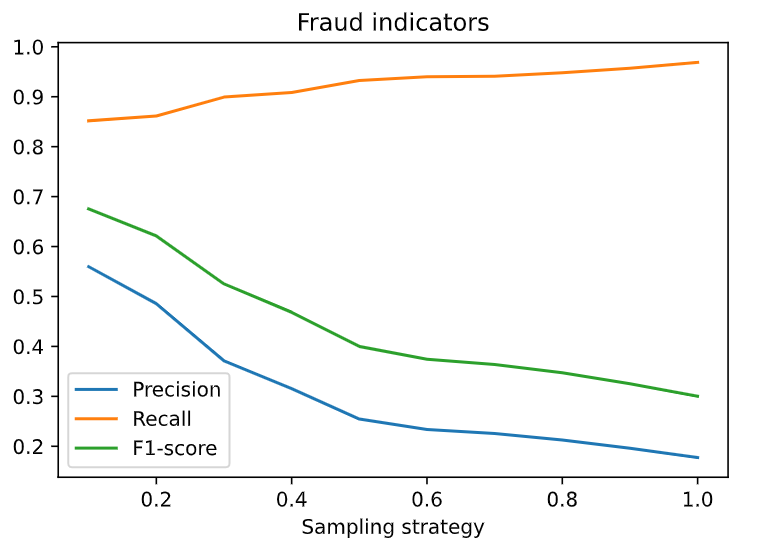 Fraud indicators
1.0
0.9
0.8
0.7
0.6
0.5
0.4
0.3
0.2
Precision
Recall
F1-score
0.2 0.4 0.6 0.8 1.0
Sampling strategy